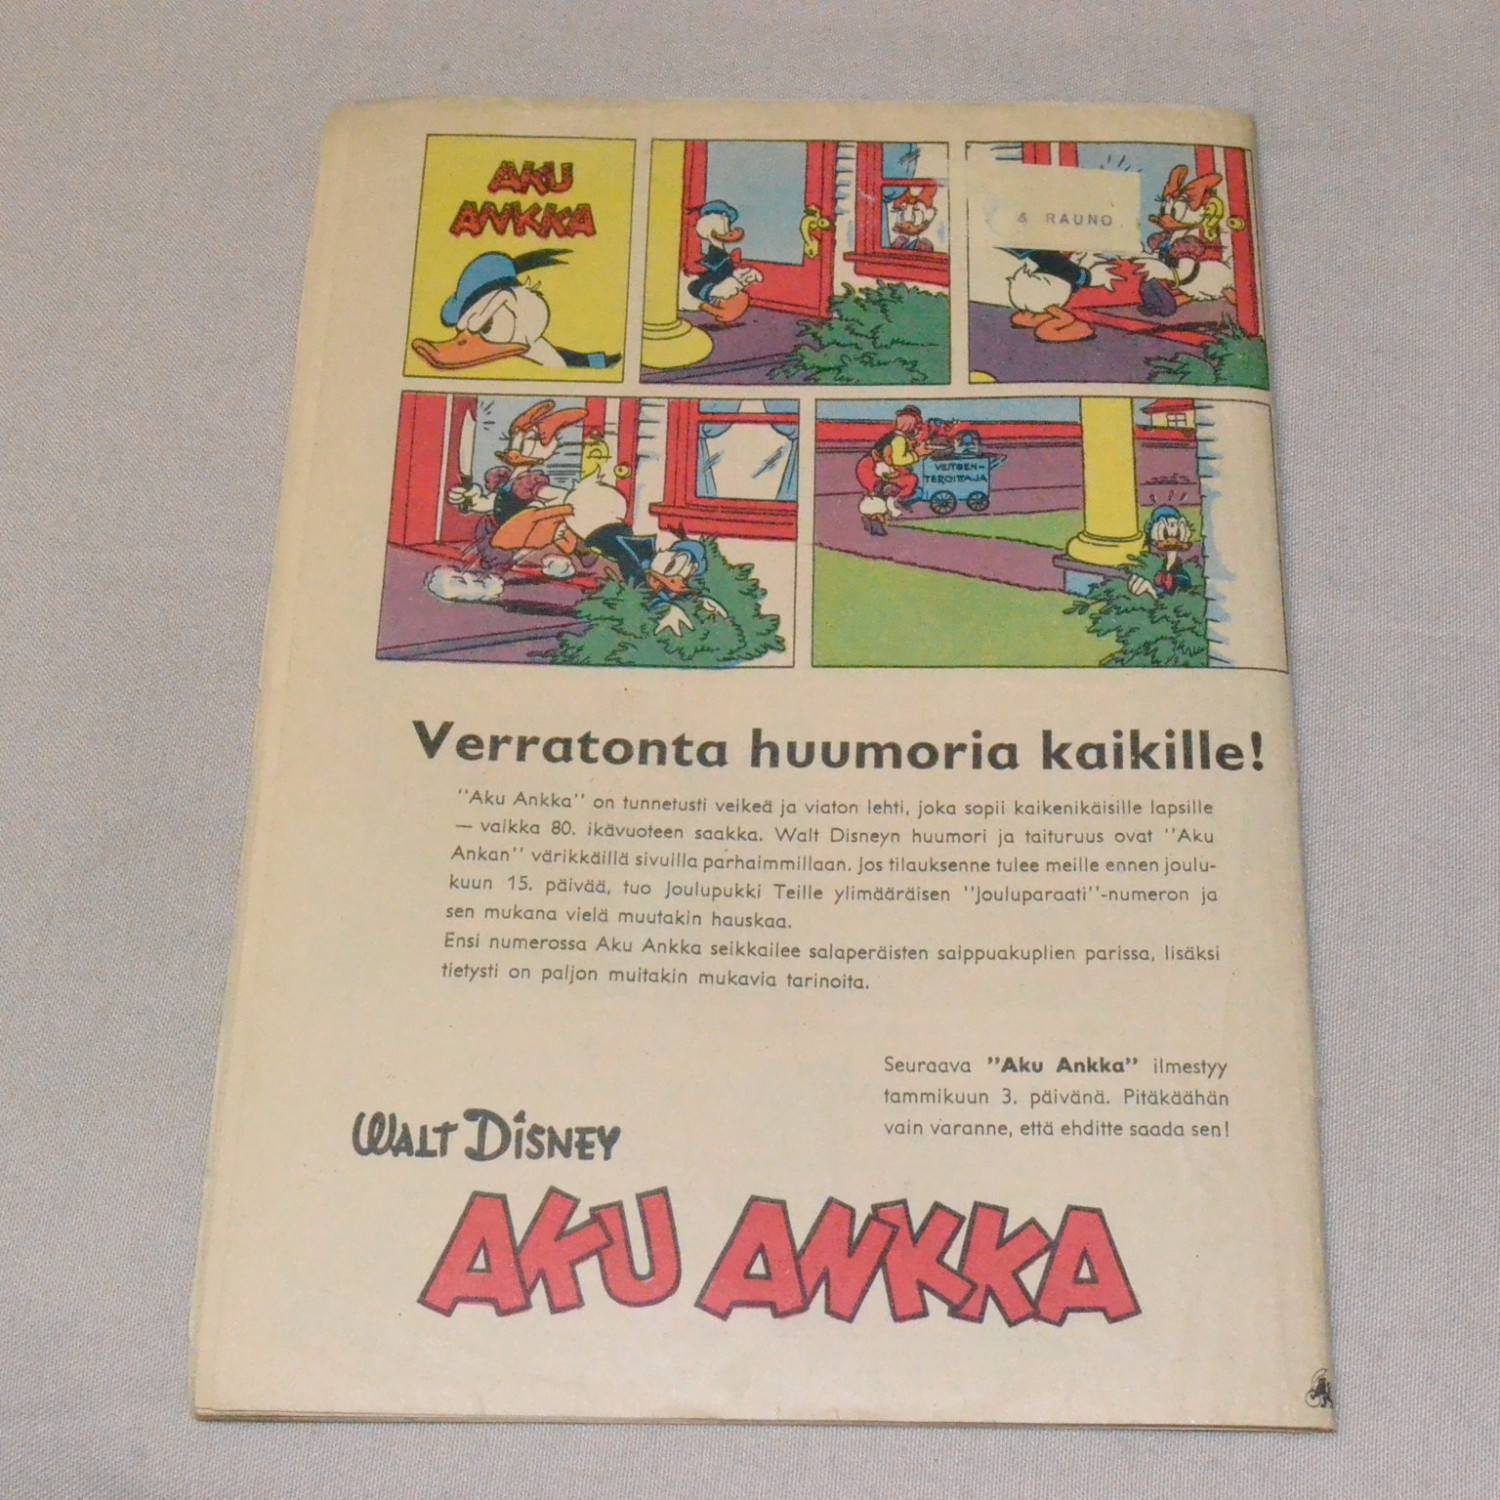 AKU
ANKKA
& RAUNO
VEITSEN-
TEROITTAJA
Verratonta huumoria kaikille!
"Aku Ankka" on tunnetusti veikeä ja viaton lehti, joka sopii kaikenikäisille lapsille
— vaikka 80. ikävuoteen saakka. Walt Disneyn huumori ja taituruus ovat "Aku
Ankan" värikkäillä sivuilla parhaimmillaan. Jos tilauksenne tulee meille ennen joulu-
kuun 15. päivää, tuo Joulupukki Teille ylimääräisen "Jouluparaati"-numeron ja
sen mukana vielä muutakin hauskaa.
Ensi numerossa Aku Ankka seikkailee salaperäisten saippuakuplien parissa, lisäksi
tietysti on paljon muitakin mukavia tarinoita.
Seuraava "Aku Ankka" ilmestyy
tammikuun 3. päivänä. Pitäkäähän
vain varanne, että ehditte saada sen!
WALT DISNEY
AKU ANKKA